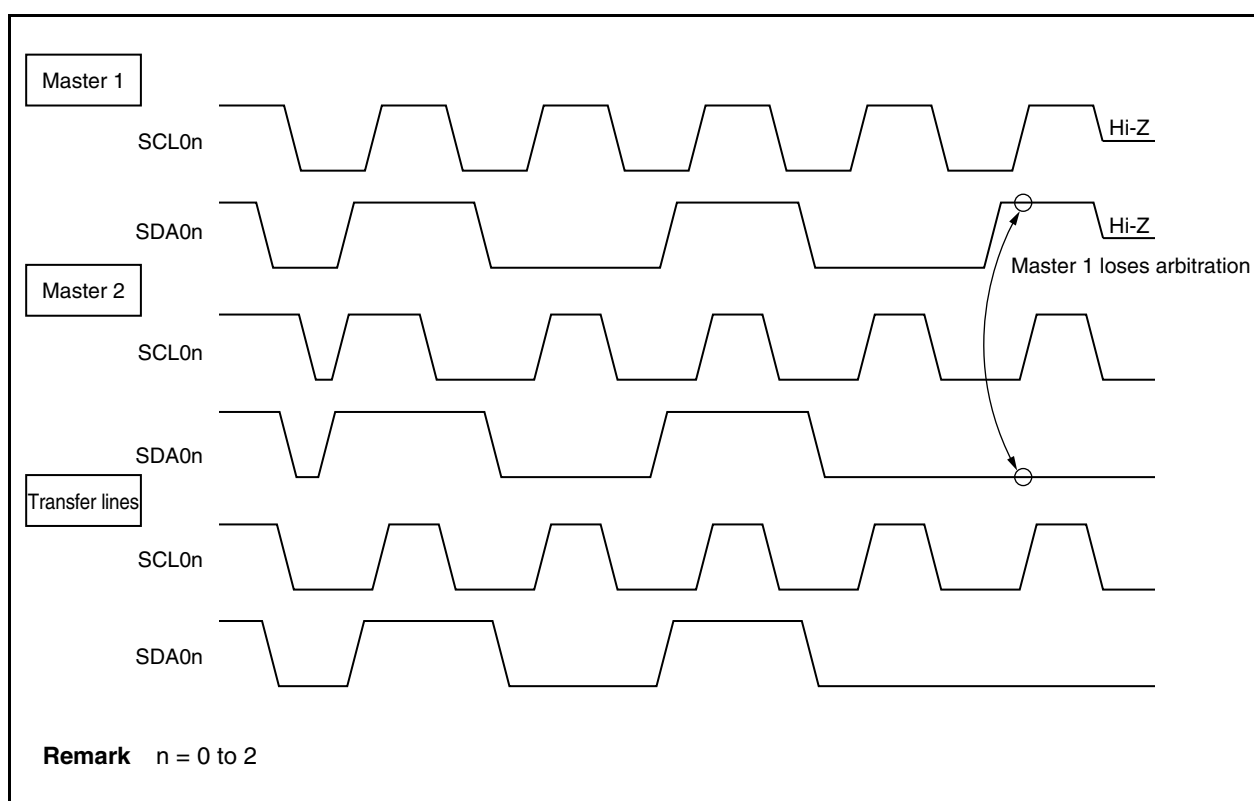 Master 1
SCL0n
Hi-Z
SDA0n
Hi-Z
Master 1 loses arbitration
Master 2
SCL0n
SDA0n
Transfer lines
SCL0n
SDA0n
Remark n = 0 to 2